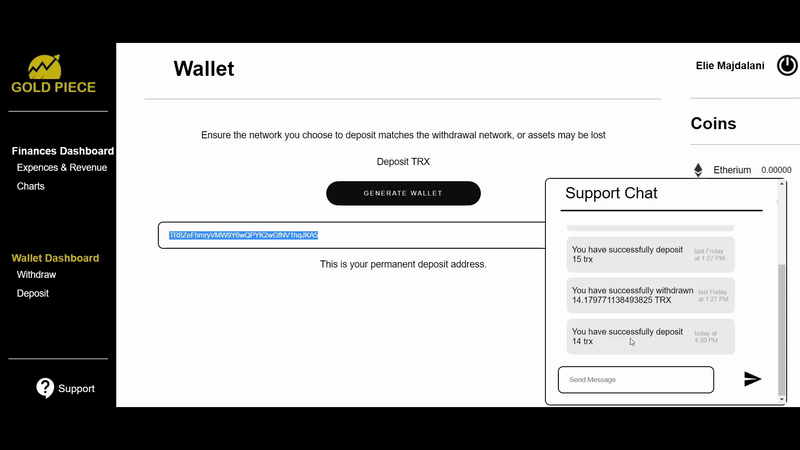 GOLD PIECE
Finances Dashboard
Expences & Revenue
Charts
Wallet Dashboard
Withdraw
Deposit
Support
Wallet
Ensure the network you choose to deposit matches the withdrawal network, or assets may be lost
Deposit TRX
GENERATE WALLET
This is your permanent deposit address.
Elie Majdalani
Coins
Etherium 0.00000
Support Chat
You have successfully deposit
15 trx
last Friday
at 1:27 PM
You have successfully withdrawn
14.179771138493825 TRX
last Friday
at 1:27 PM
You have successfully deposit
14 trx
today at
4:30 PM
Send Message